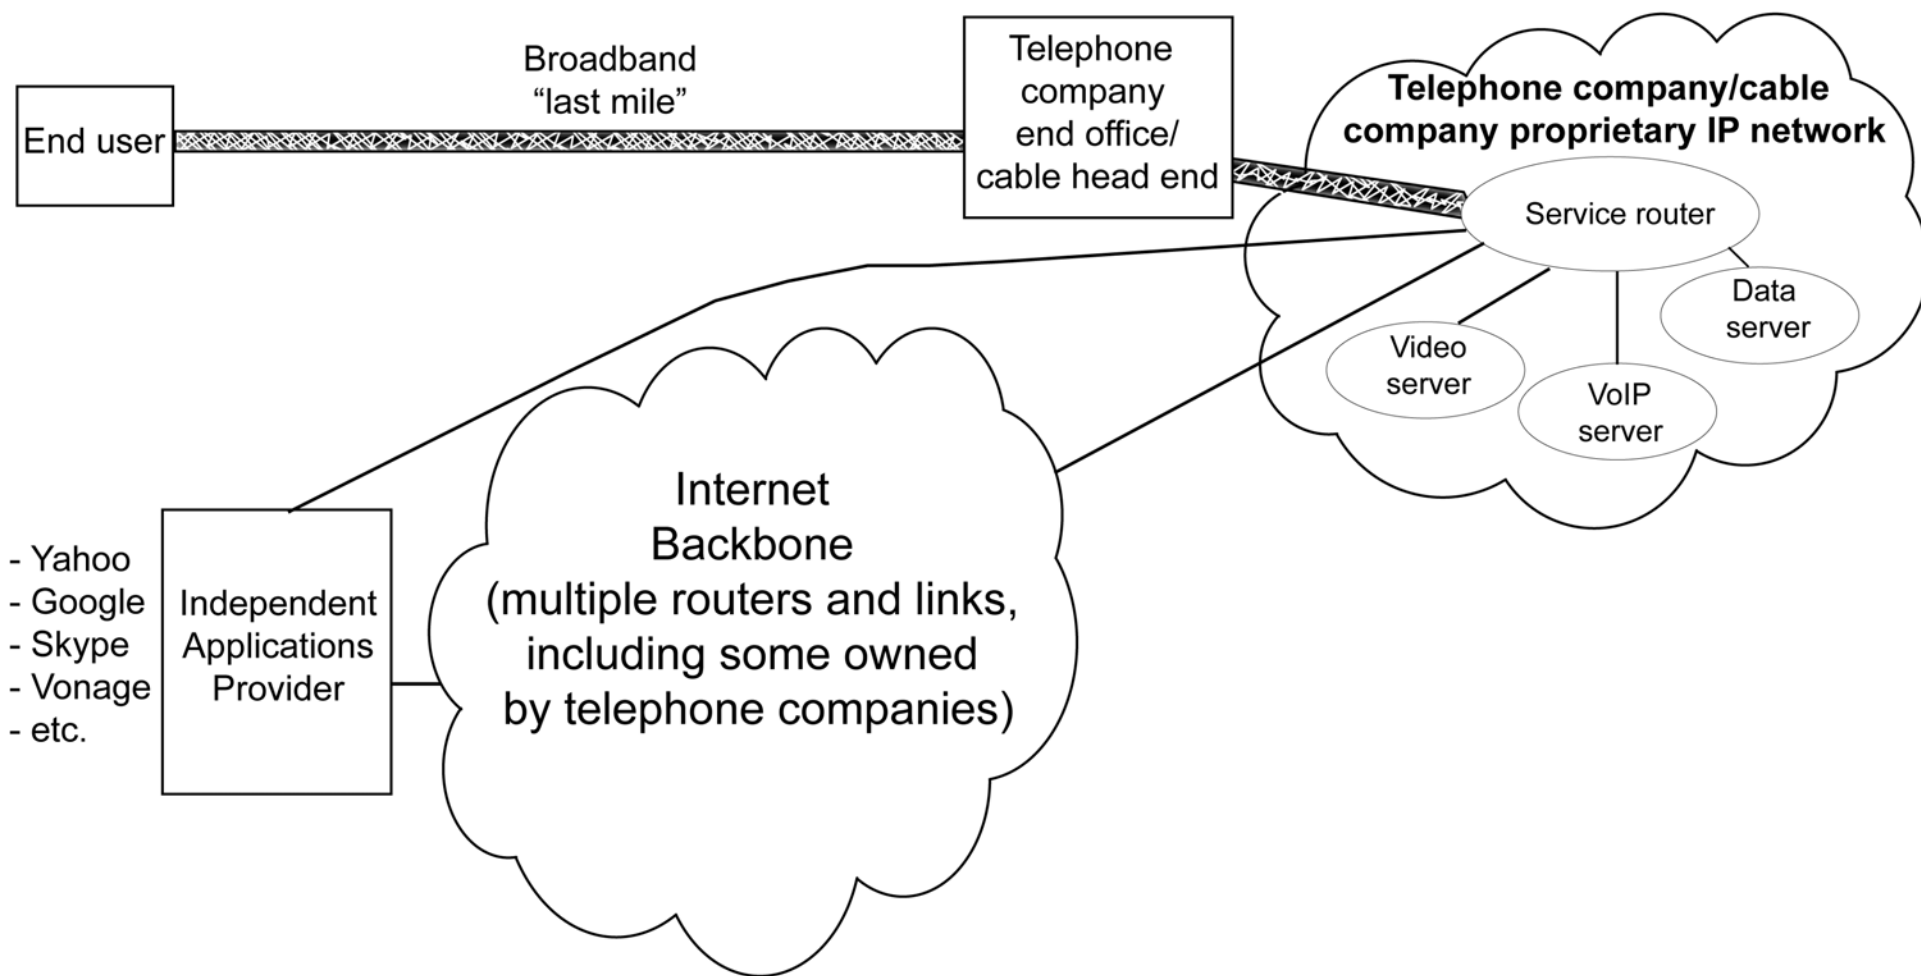 End user
Broadband
“last mile”
Telephone
company
end office/
cable head end
Telephone company/cable
company proprietary IP network
Service router
Data
server
Video
server
VoIP
server
- Yahoo
- Google
- Skype
- Vonage
- etc.
Independent
Applications
Provider
Internet
Backbone
(multiple routers and links,
including some owned
by telephone companies)